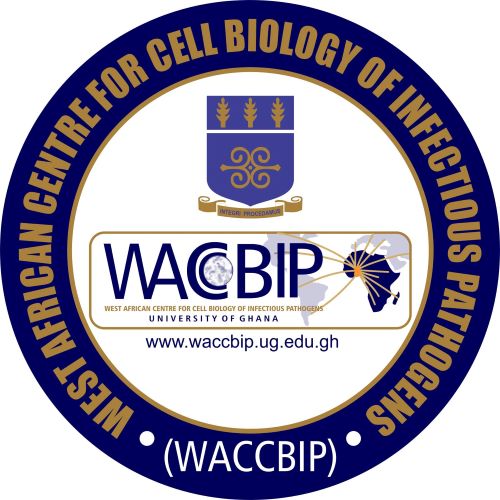 WEST AFRICAN CENTRE FOR CELL BIOLOGY OF INFECTIOUS PATHOGENS
INTEGRI PROCEDAMUS
WACCBIP
WEST AFRICAN CENTRE FOR CELL BIOLOGY OF INFECTIOUS PATHOGENS
UNIVERSITY OF GHANA
www.waccbip.ug.edu.gh
• (WACCBIP) •